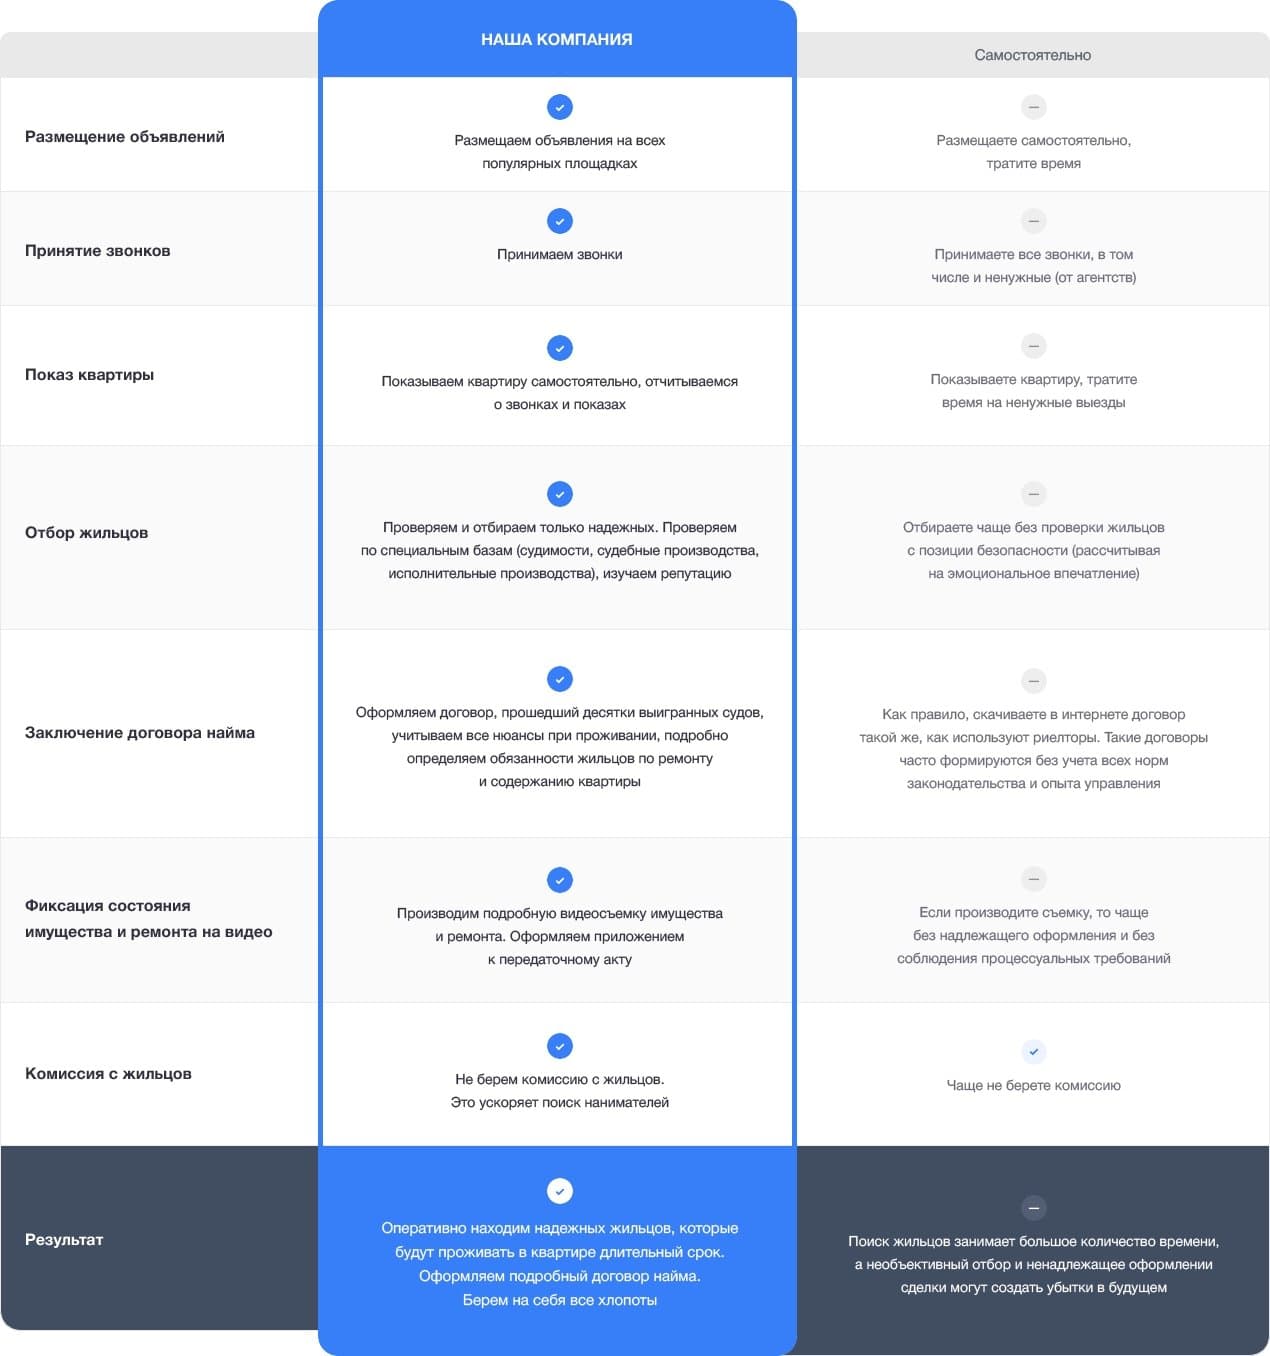 НАША КОМПАНИЯ
Самостоятельно
Размещение объявлений
Размещаем объявления на всех
популярных площадках
Размещаете самостоятельно,
тратите время
Принятие звонков
Принимаем звонки
Принимаете все звонки, в том
числе и ненужные (от агентств)
Показ квартиры
Показываем квартиру самостоятельно, отчитываемся
о звонках и показах
Показываете квартиру, тратите
время на ненужные выезды
Отбор жильцов
Проверяем и отбираем только надежных. Проверяем
по специальным базам (судимости, судебные производства,
исполнительные производства), изучаем репутацию
Отбираете чаще без проверки жильцов
с позиции безопасности (рассчитывая
на эмоциональное впечатление)
Заключение договора найма
Оформляем договор, прошедший десятки выигранных судов,
учитываем все нюансы при проживании, подробно
определяем обязанности жильцов по ремонту
и содержанию квартиры
Как правило, скачиваете в интернете договор
такой же, как используют риелторы. Такие договоры
часто формируются без учета всех норм
законодательства и опыта управления
Фиксация состояния
имущества и ремонта на видео
Производим подробную видеосъемку имущества
и ремонта. Оформляем приложением
к передаточному акту
Если производите съемку, то чаще
без надлежащего оформления и без
соблюдения процессуальных требований
Комиссия с жильцов
Не берем комиссию с жильцов.
Это ускоряет поиск нанимателей
Чаще не берете комиссию
Результат
Оперативно находим надежных жильцов, которые
будут проживать в квартире длительный срок.
Оформляем подробный договор найма.
Берем на себя все хлопоты
Поиск жильцов занимает большое количество времени,
а необъективный отбор и ненадлежащее оформлении
сделки могут создать убытки в будущем